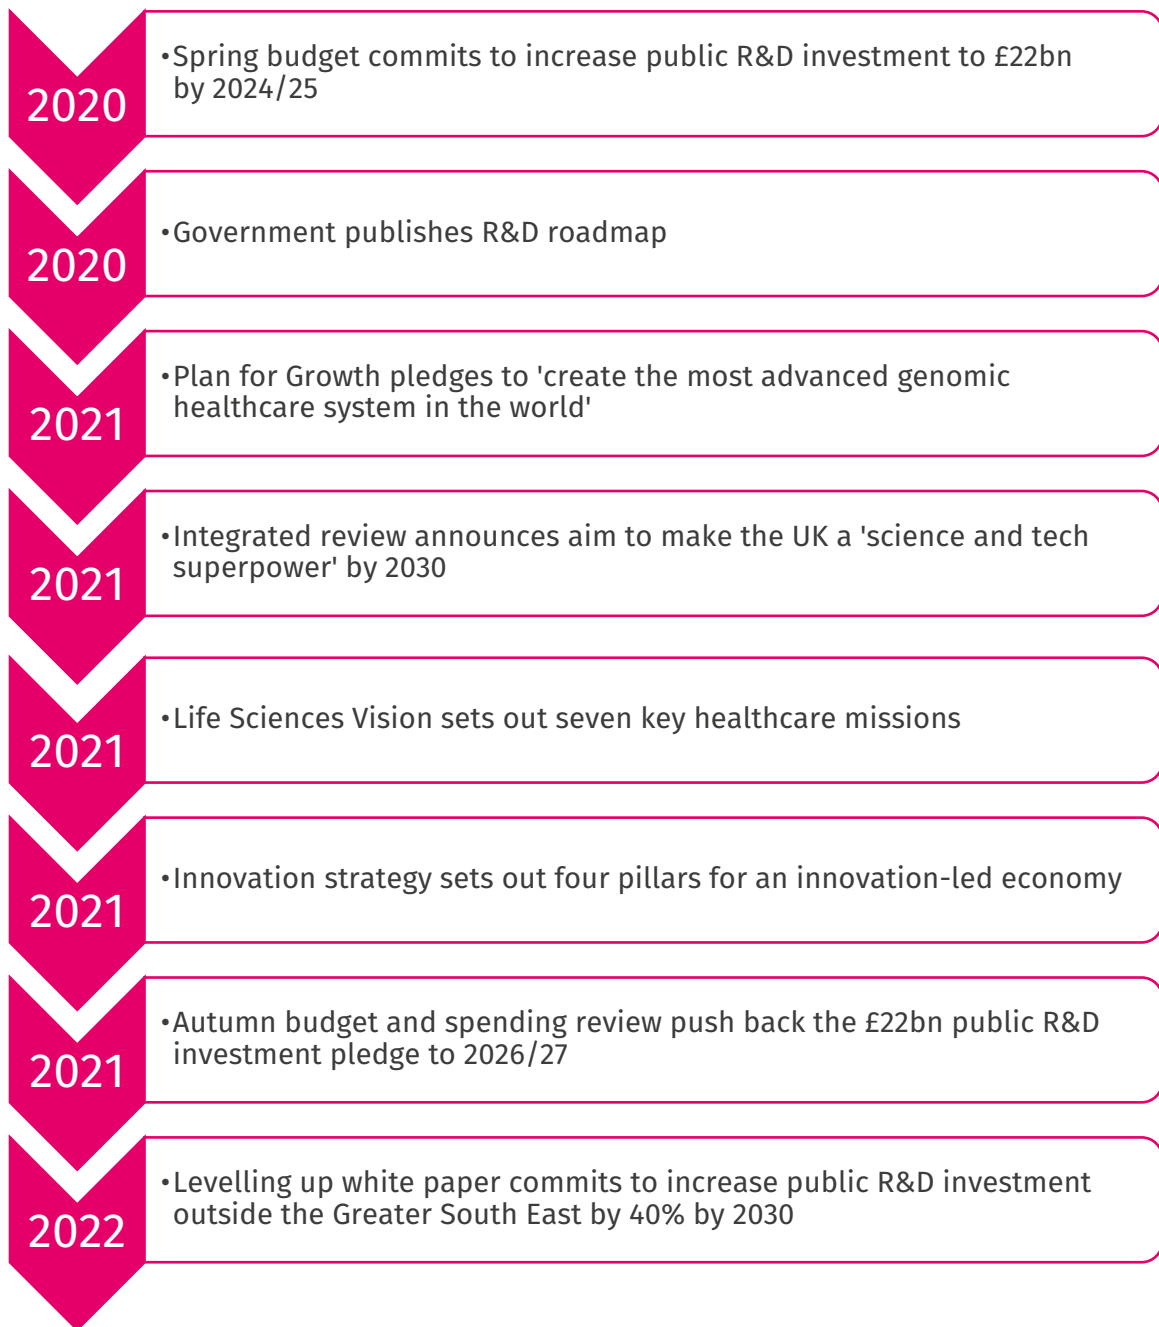 2020
•Spring budget commits to increase public R&D investment to £22bn
by 2024/25
2020
•Government publishes R&D roadmap
2021
•Plan for Growth pledges to 'create the most advanced genomic
healthcare system in the world'
2021
•Integrated review announces aim to make the UK a 'science and tech
superpower' by 2030
2021
•Life Sciences Vision sets out seven key healthcare missions
2021
•Innovation strategy sets out four pillars for an innovation-led economy
2021
•Autumn budget and spending review push back the £22bn public R&D
investment pledge to 2026/27
2022
•Levelling up white paper commits to increase public R&D investment
outside the Greater South East by 40% by 2030